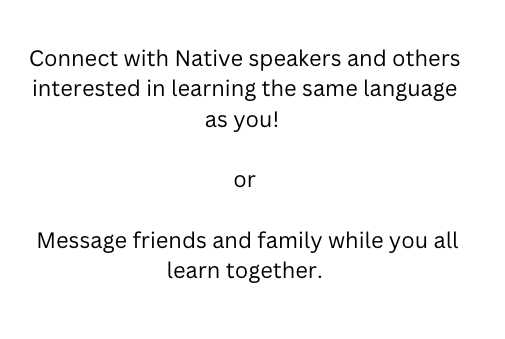 Connect with Native speakers and others
interested in learning the same language
as you!
or
Message friends and family while you all
learn together.